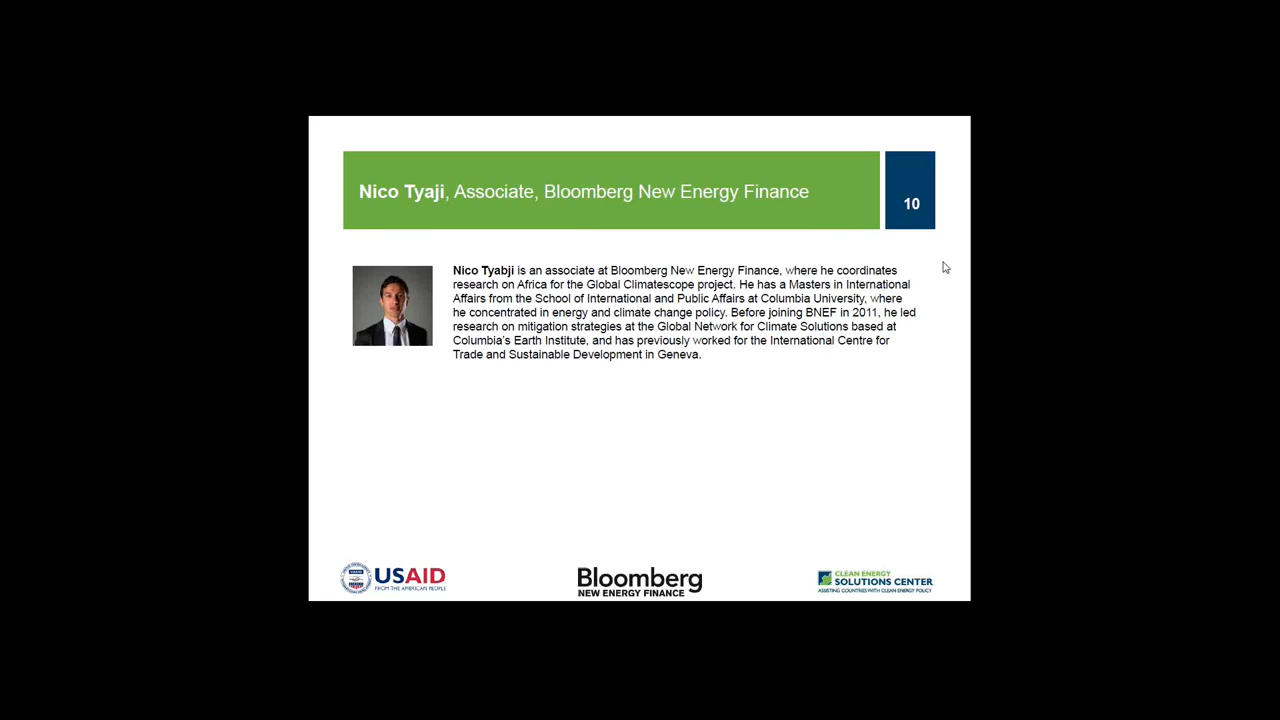 Nico Tyaji, Associate, Bloomberg New Energy Finance
10
Nico Tyabji is an associate at Bloomberg New Energy Finance, where he coordinates
research on Africa for the Global Climatescope project. He has a Masters in International
Affairs from the School of International and Public Affairs at Columbia University, where
he concentrated in energy and climate change policy. Before joining BNEF in 2011, he led
research on mitigation strategies at the Global Network for Climate Solutions based at
Columbia's Earth Institute, and has previously worked for the International Centre for
Trade and Sustainable Development in Geneva.
USAID
FROM THE AMERICAN PEOPLE
Bloomberg
NEW ENERGY FINANCE
CLEAN ENERGY
SOLUTIONS CENTER
ASSISTING COUNTRIES WITH CLEAN ENERGY POLICY